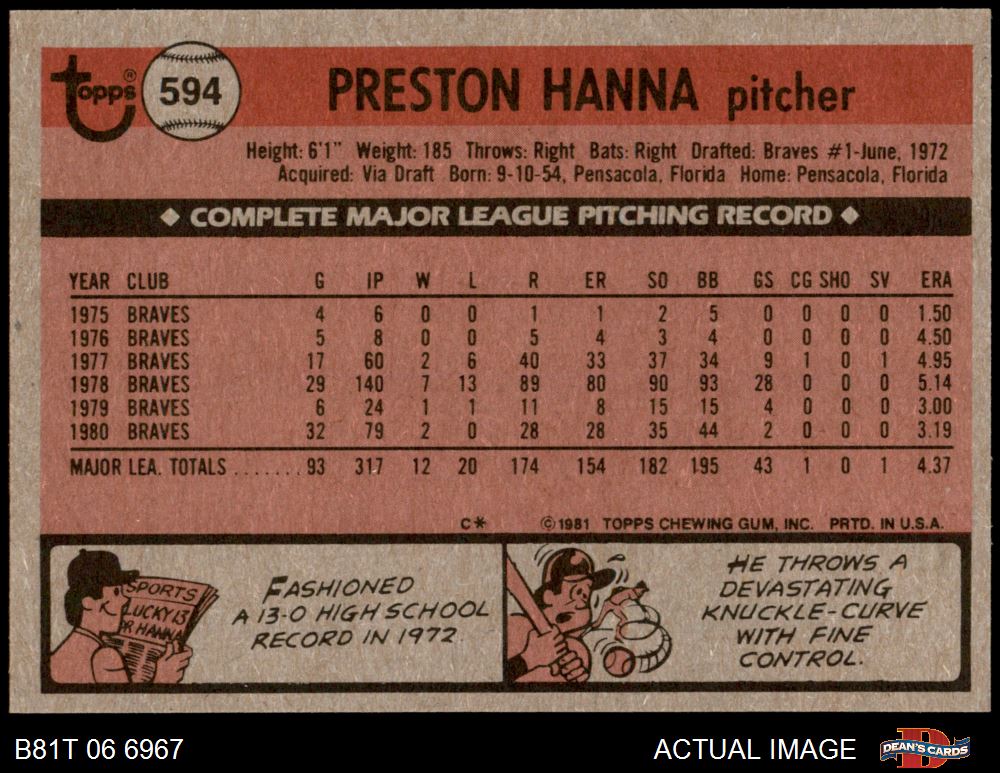 Topps® 594 PRESTON HANNA pitcher
Height: 6'1" Weight: 185 Throws: Right Bats: Right Drafted: Braves #1-June, 1972
Acquired: Via Draft Born: 9-10-54, Pensacola, Florida Home: Pensacola, Florida
◆ COMPLETE MAJOR LEAGUE PITCHING RECORD ◆
YEAR CLUB G IP W L R ER SO BB GS CG SHO SV ERA
1975 BRAVES 4 6 0 0 1 1 2 5 0 0 0 0 1.50
1976 BRAVES 5 8 0 0 5 4 3 4 0 0 0 0 4.50
1977 BRAVES 17 60 2 6 40 33 37 34 9 1 0 1 4.95
1978 BRAVES 29 140 7 13 89 80 90 93 28 0 0 0 5.14
1979 BRAVES 6 24 1 1 11 8 15 15 4 0 0 0 3.00
1980 BRAVES 32 79 2 0 28 28 35 44 2 0 0 0 3.19
MAJOR LEA. TOTALS ....... 93 317 12 20 174 154 182 195 43 1 0 1 4.37
C* ©1981 TOPPS CHEWING GUM, INC. PRTD. IN U.S.A.
SPORTS
LUCKY 13
FR HANNA
FASHIONED
A 13-0 HIGH SCHOOL
RECORD IN 1972.
HE THROWS A
DEVASTATING
KNUCKLE-CURVE
WITH FINE
CONTROL.
B81T 06 6967 ACTUAL IMAGE DEAN'S CARDS